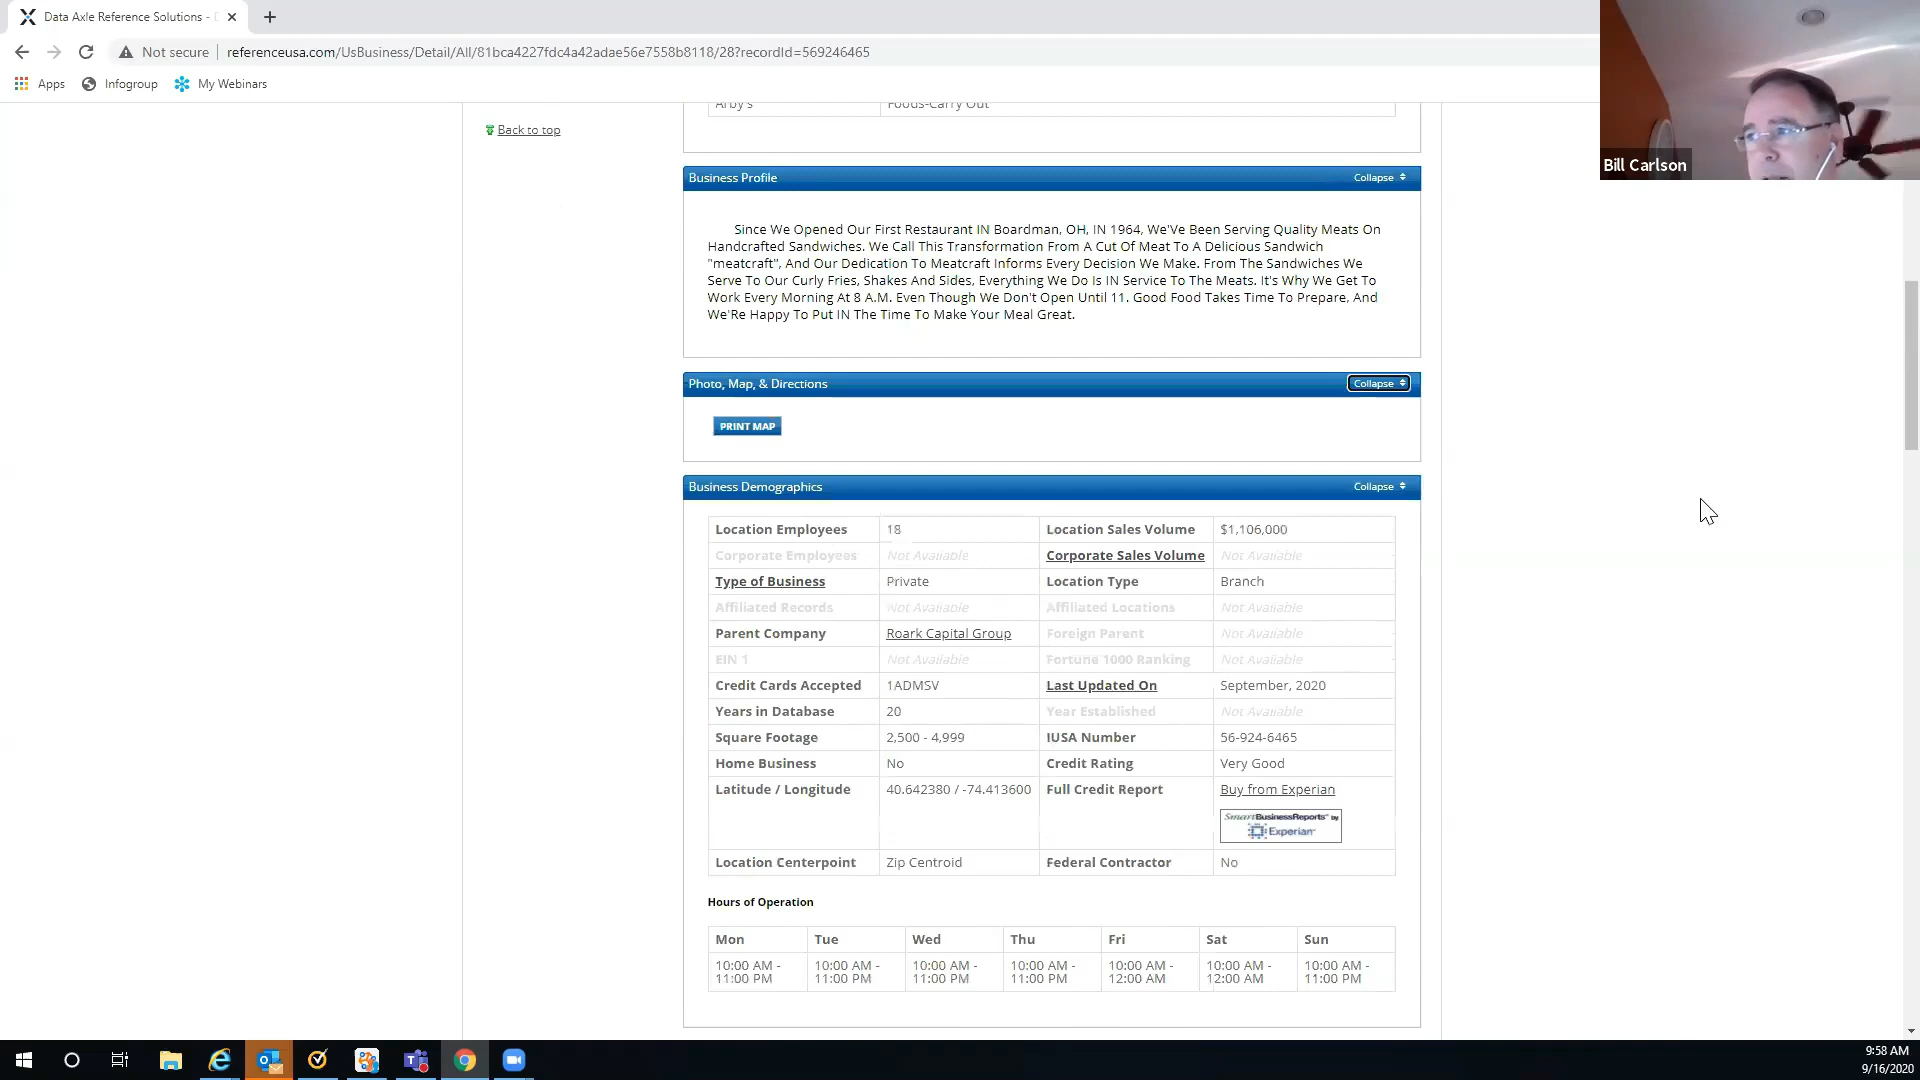 Data Axle Reference Solutions -
Not secure
referenceusa.com/UsBusiness/Detail/All/81bca4227fdc4a42adae56e7558b8118/28?recordId=569246465
Apps
Infogroup
My Webinars
Bill Carlson
Arby's
Foods-Carry Out
Back to top
Business Profile
Collapse
Since We Opened Our First Restaurant IN Boardman, OH, IN 1964, We'Ve Been Serving Quality Meats On
Handcrafted Sandwiches. We Call This Transformation From A Cut Of Meat To A Delicious Sandwich
"meatcraft", And Our Dedication To Meatcraft Informs Every Decision We Make. From The Sandwiches We
Serve To Our Curly Fries, Shakes And Sides, Everything We Do Is IN Service To The Meats. It's Why We Get To
Work Every Morning At 8 A.M. Even Though We Don't Open Until 11. Good Food Takes Time To Prepare, And
We'Re Happy To Put IN The Time To Make Your Meal Great.
Photo, Map, & Directions
Collapse
PRINT MAP
Business Demographics
Collapse
Location Employees 18 Location Sales Volume $1,106,000
Corporate Employees Not Available Corporate Sales Volume Not Available
Type of Business Private Location Type Branch
Affiliated Records Not Available Affiliated Locations Not Available
Parent Company Roark Capital Group Foreign Parent Not Available
EIN 1 Not Available Fortune 1000 Ranking Not Available
Credit Cards Accepted 1ADMSV Last Updated On September, 2020
Years in Database 20 Year Established Not Available
Square Footage 2,500 - 4,999 IUSA Number 56-924-6465
Home Business No Credit Rating Very Good
Latitude / Longitude 40.642380 / -74.413600 Full Credit Report Buy from Experian
SmartBusinessReports™ by
Experian™
Location Centerpoint Zip Centroid Federal Contractor No
Hours of Operation
Mon Tue Wed Thu Fri Sat Sun
10:00 AM - 10:00 AM - 10:00 AM - 10:00 AM - 10:00 AM - 10:00 AM - 10:00 AM -
11:00 PM 11:00 PM 11:00 PM 11:00 PM 12:00 AM 12:00 AM 11:00 PM
9:58 AM
9/16/2020